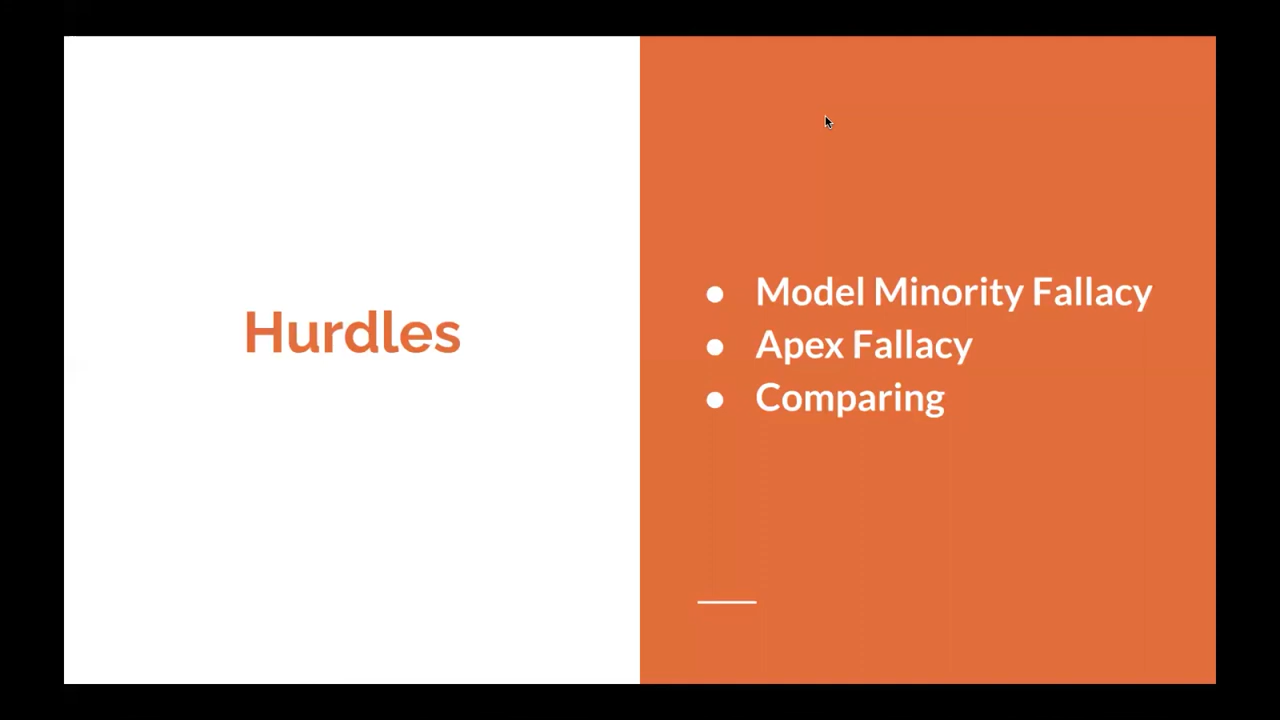 Hurdles
● Model Minority Fallacy
● Apex Fallacy
● Comparing